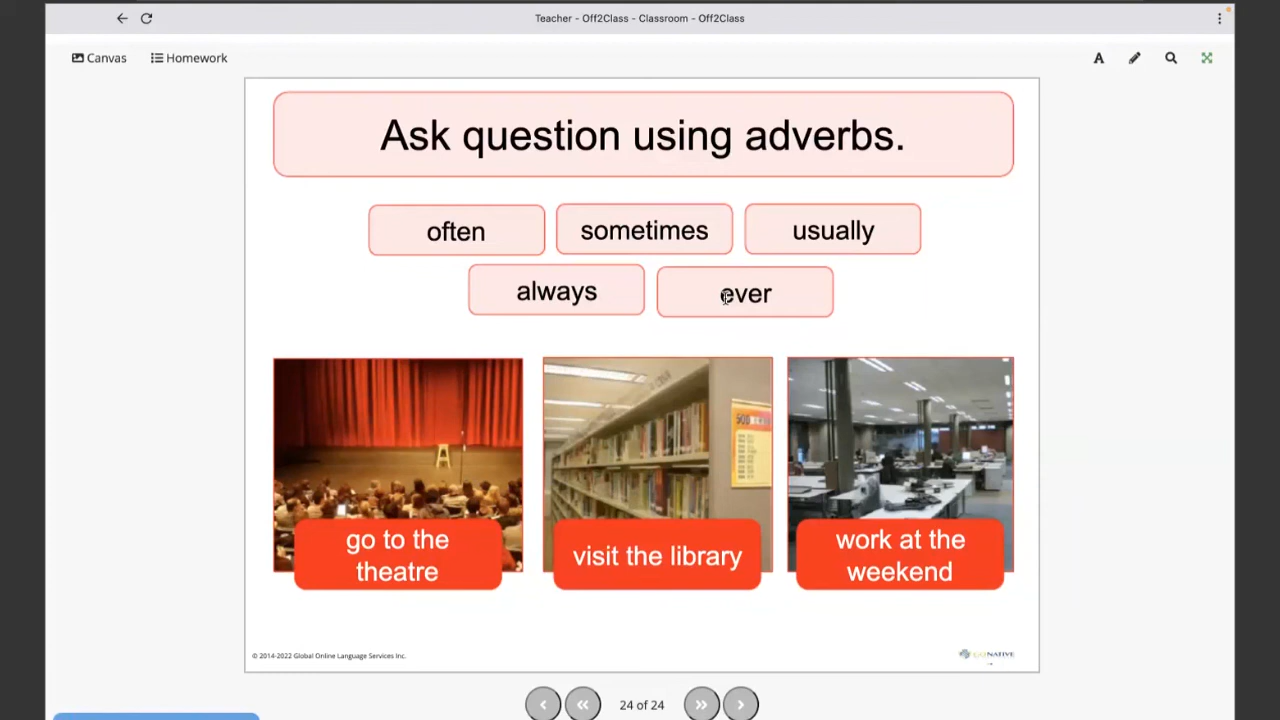 Teacher - Off2Class - Classroom - Off2Class
Canvas
Homework
A
Ask question using adverbs.
often
sometimes
usually
always
ever
go to the
theatre
visit the library
work at the
weekend
© 2014-2022 Global Online Language Services Inc.
24 of 24